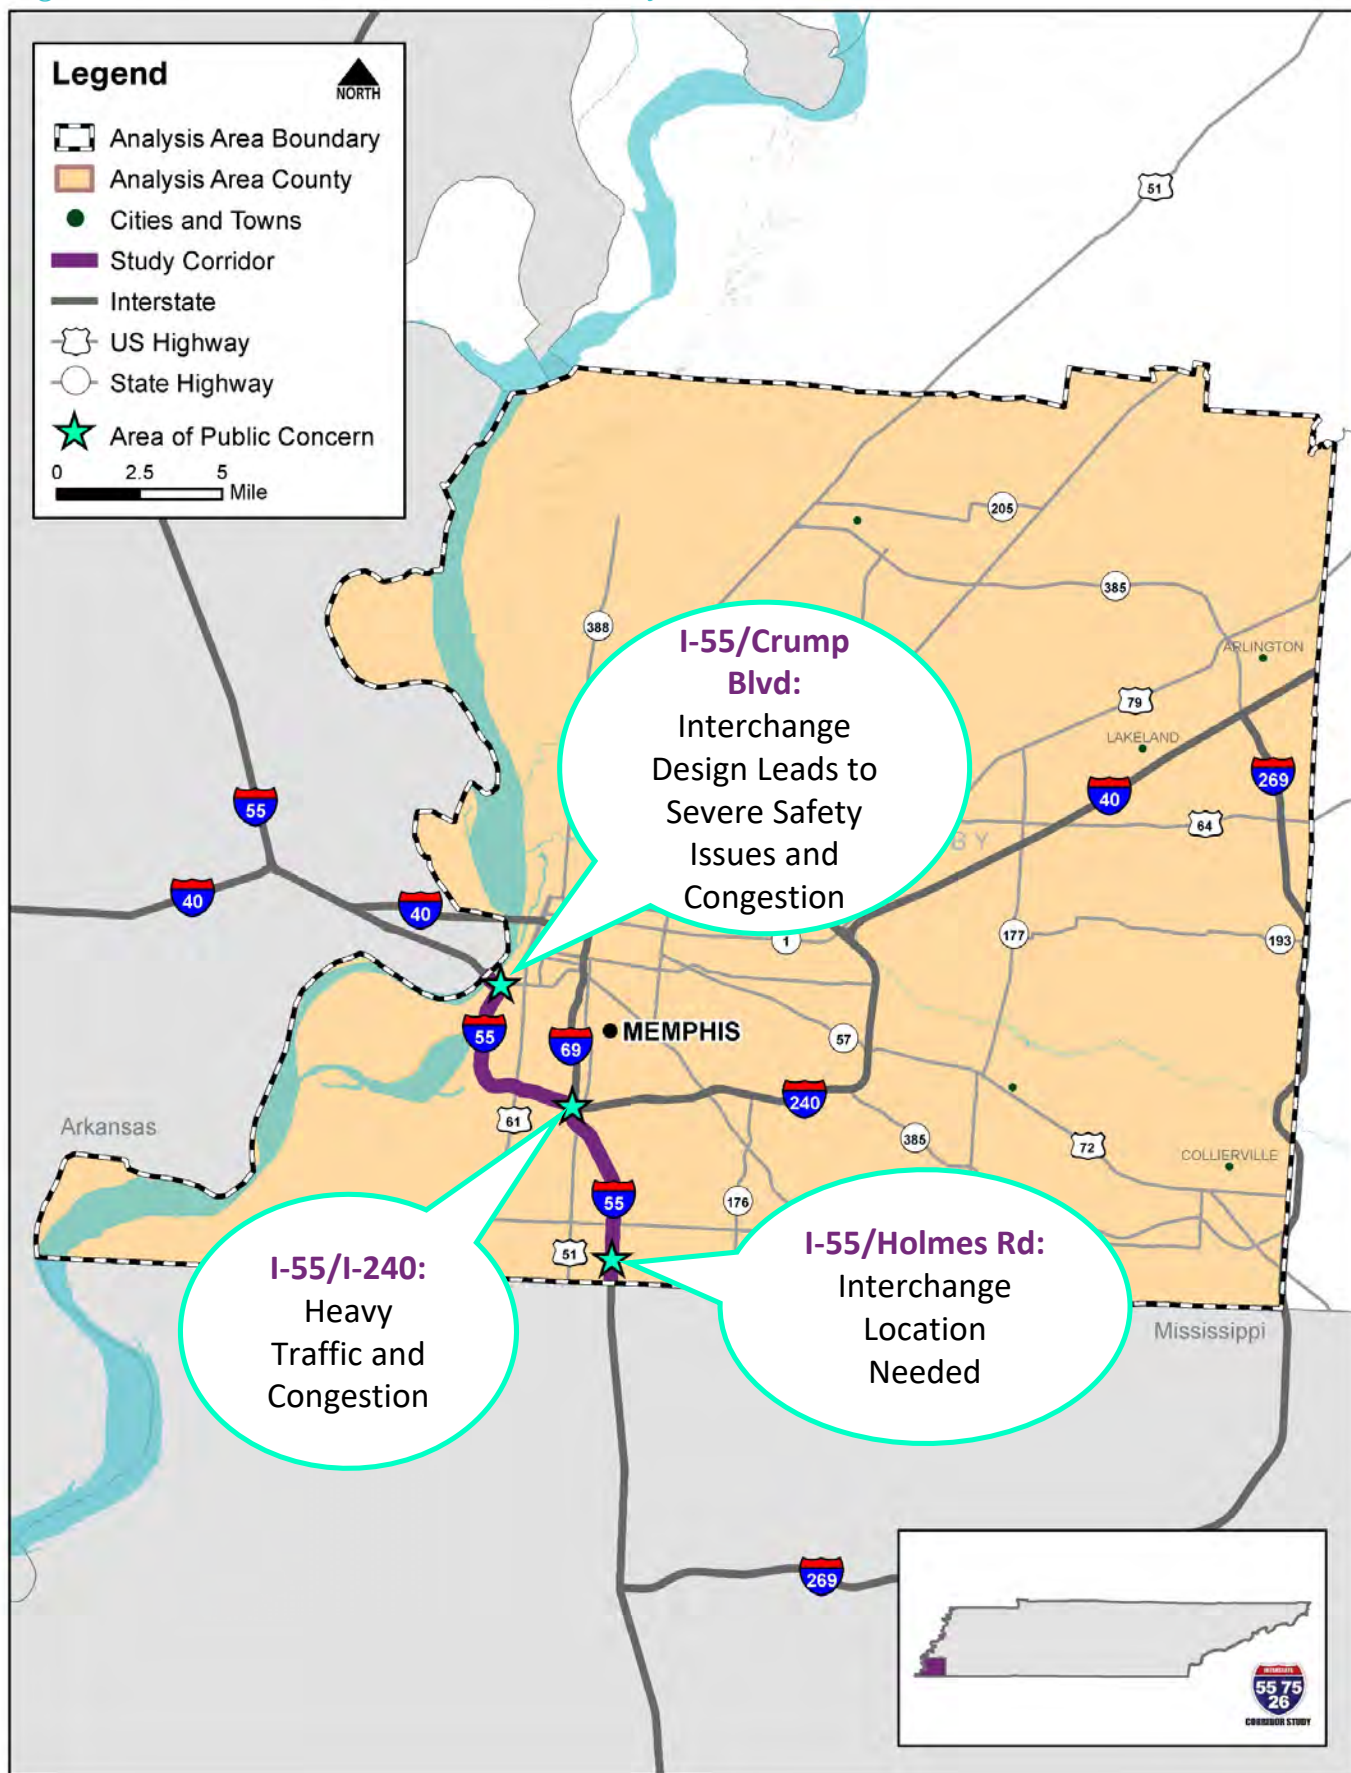 Legend
NORTH
Analysis Area Boundary
Analysis Area County
Cities and Towns
Study Corridor
Interstate
US Highway
State Highway
Area of Public Concern
0 2.5 5
Mile
51
205
385
388
ARLINGTON
79
LAKELAND
269
40
64
55
40
40
1
177
193
I-55/Crump
Blvd:
Interchange
Design Leads to
Severe Safety
Issues and
Congestion
BY
55
69
MEMPHIS
57
240
61
385
72
COLLIERVILLE
Arkansas
55
176
51
I-55/I-240:
Heavy
Traffic and
Congestion
I-55/Holmes Rd:
Interchange
Location
Needed
Mississippi
269
INTERSTATE
55 75
26
CORRIDOR STUDY